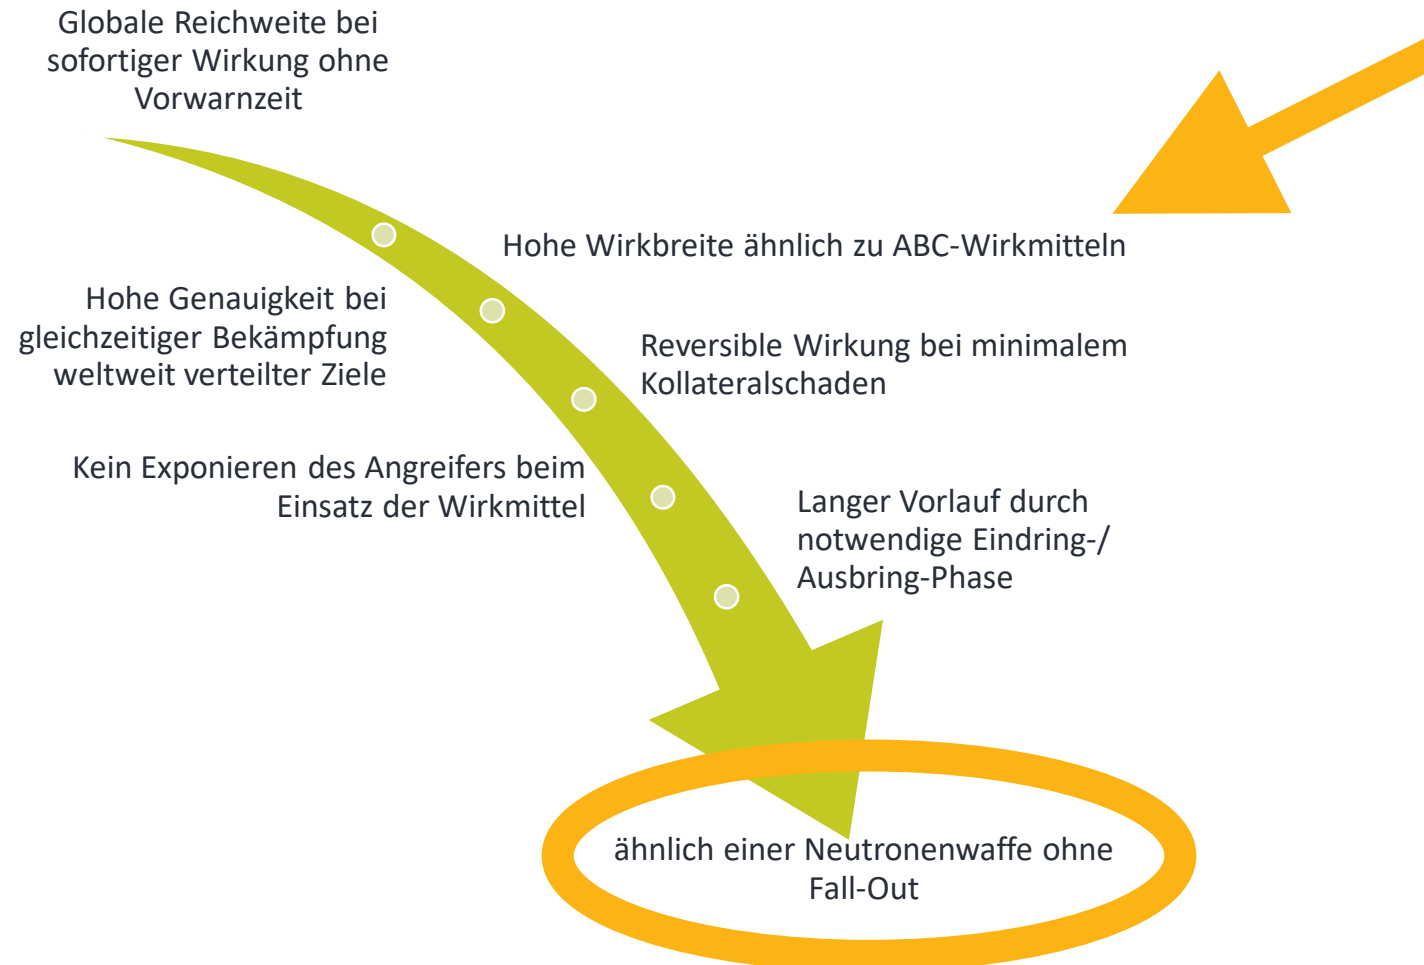 Globale Reichweite bei
sofortiger Wirkung ohne
Vorwarnzeit
Hohe Wirkbreite ähnlich zu ABC-Wirkmitteln
Hohe Genauigkeit bei
gleichzeitiger Bekämpfung
weltweit verteilter Ziele
Reversible Wirkung bei minimalem
Kollateralschaden
Kein Exponieren des Angreifers beim
Einsatz der Wirkmittel
Langer Vorlauf durch
notwendige Eindring-/
Ausbring-Phase
ähnlich einer Neutronenwaffe ohne
Fall-Out